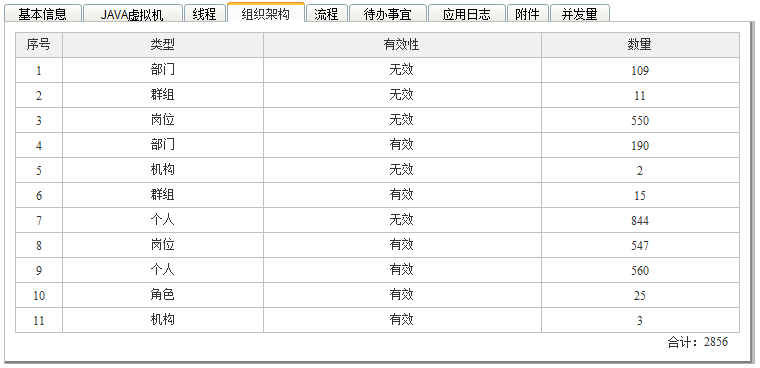 基本信息 JAVA虚拟机 线程 组织架构 流程 待办事宜 应用日志 附件 并发量
序号 类型 有效性 数量
1 部门 无效 109
2 群组 无效 11
3 岗位 无效 550
4 部门 有效 190
5 机构 无效 2
6 群组 有效 15
7 个人 无效 844
8 岗位 有效 547
9 个人 有效 560
10 角色 有效 25
11 机构 有效 3
合计：2856